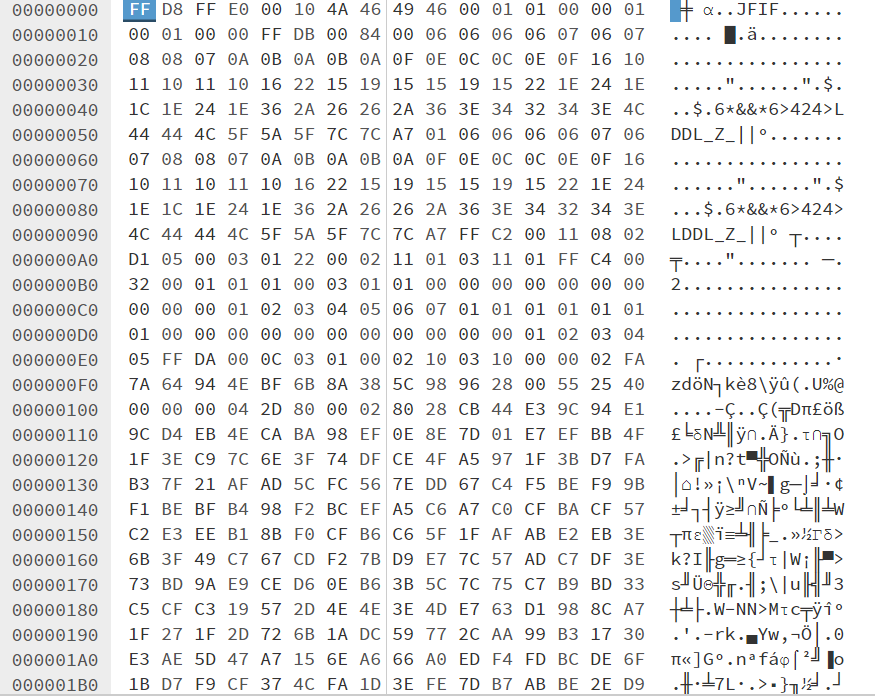 00000000 FF D8 FF E0 00 10 4A 46 49 46 00 01 01 00 00 01 ╪ α..JFIF......
00000010 00 01 00 00 FF DB 00 84 00 06 06 06 06 07 06 07 .... █.ä........
00000020 08 08 07 0A 0B 0A 0B 0A 0F 0E 0C 0C 0E 0F 16 10 ................
00000030 11 10 11 10 16 22 15 19 15 15 19 15 22 1E 24 1E ....."......".$.
00000040 1C 1E 24 1E 36 2A 26 26 2A 36 3E 34 32 34 3E 4C ..$.6*&&*6>424>L
00000050 44 44 4C 5F 5A 5F 7C 7C A7 01 06 06 06 06 07 06 DDL_Z_||º.......
00000060 07 08 08 07 0A 0B 0A 0B 0A 0F 0E 0C 0C 0E 0F 16 ................
00000070 10 11 10 11 10 16 22 15 19 15 15 19 15 22 1E 24 ......"......".$
00000080 1E 1C 1E 24 1E 36 2A 26 26 2A 36 3E 34 32 34 3E ...$.6*&&*6>424>
00000090 4C 44 44 4C 5F 5A 5F 7C 7C A7 FF C2 00 11 08 02 LDDL_Z_||º ┬....
000000A0 D1 05 00 03 01 22 00 02 11 01 03 11 01 FF C4 00 ╤...."....... ─.
000000B0 32 00 01 01 01 00 03 01 01 00 00 00 00 00 00 00 2...............
000000C0 00 00 00 01 02 03 04 05 06 07 01 01 01 01 01 01 ................
000000D0 01 00 00 00 00 00 00 00 00 00 00 00 01 02 03 04 ................
000000E0 05 FF DA 00 0C 03 01 00 02 10 03 10 00 00 02 FA . ┌............·
000000F0 7A 64 94 4E BF 6B 8A 38 5C 98 96 28 00 55 25 40 zdöN┐kè8\ÿû(.U%@
00000100 00 00 00 04 2D 80 00 02 80 28 CB 44 E3 9C 94 E1 ....-Ç..Ç(╦Dπ£öß
00000110 9C D4 EB 4E CA BA 98 EF 0E 8E 7D 01 E7 EF BB 4F £╘δN╩║ÿ∩.Ä}.τ∩╗O
00000120 1F 3E C9 7C 6E 3F 74 DF CE 4F A5 97 1F 3B D7 FA .>╔|n?t▀╬OÑù.;╫·
00000130 B3 7F 21 AF AD 5C FC 56 7E DD 67 C4 F5 BE F9 9B │⌂!»¡\ⁿV~▌g─⌡╛∙¢
00000140 F1 BE BF B4 98 F2 BC EF A5 C6 A7 C0 CF BA CF 57 ±╛┐┤ÿ≥╝∩Ñ╞º└╧║╧W
00000150 C2 E3 EE B1 8B F0 CF B6 C6 5F 1F AF AB E2 EB 3E ┬πε▒ï≡╧╢╞_.»½Γδ>
00000160 6B 3F 49 C7 67 CD F2 7B D9 E7 7C 57 AD C7 DF 3E k?I╟g═≥{┘τ|W¡╟▀>
00000170 73 BD 9A E9 CE D6 0E B6 3B 5C 7C 75 C7 B9 BD 33 s╜ÜΘ╬╓.╢;\|u╟╣╜3
00000180 C5 CF C3 19 57 2D 4E 4E 3E 4D E7 63 D1 98 8C A7 ┼╧├.W-NN>Mτc╤ÿîº
00000190 1F 27 1F 2D 72 6B 1A DC 59 77 2C AA 99 B3 17 30 .'.-rk.▄Yw,¬Ö│.0
000001A0 E3 AE 5D 47 A7 15 6E A6 66 A0 ED F4 FD BC DE 6F π«]Gº.nªfáφ⌠²╝▐o
000001B0 1B D7 F9 CF 37 4C FA 1D 3E FE 7D B7 AB BE 2E D9 .╫∙╧7L·.>■}╖½╛.┘